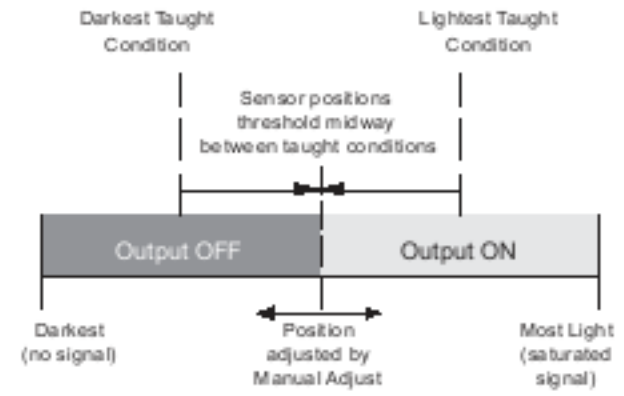 Darkest Taught
Condition
Lightest Taught
Condition
Sensor positions
threshold midway
between taught conditions
Output OFF
Output ON
Darkest
(no signal)
Position
adjusted by
Manual Adjust
Most Light
(saturated
signal)